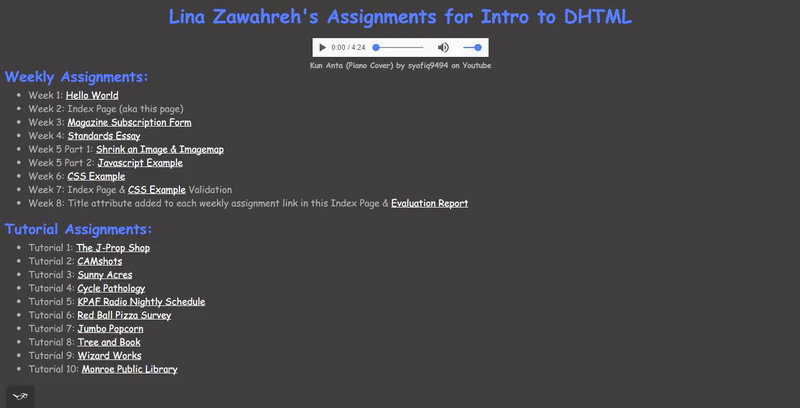 Lina Zawahreh's Assignments for Intro to DHTML
0:00 / 4:24
Kun Anta (Piano Cover) by syafiq9494 on Youtube
Weekly Assignments:
Week 1: Hello World
Week 2: Index Page (aka this page)
Week 3: Magazine Subscription Form
Week 4: Standards Essay
Week 5 Part 1: Shrink an Image & Imagemap
Week 5 Part 2: Javascript Example
Week 6: CSS Example
Week 7: Index Page & CSS Example Validation
Week 8: Title attribute added to each weekly assignment link in this Index Page & Evaluation Report
Tutorial Assignments:
Tutorial 1: The J-Prop Shop
Tutorial 2: CAMshots
Tutorial 3: Sunny Acres
Tutorial 4: Cycle Pathology
Tutorial 5: KPAF Radio Nightly Schedule
Tutorial 6: Red Ball Pizza Survey
Tutorial 7: Jumbo Popcorn
Tutorial 8: Tree and Book
Tutorial 9: Wizard Works
Tutorial 10: Monroe Public Library